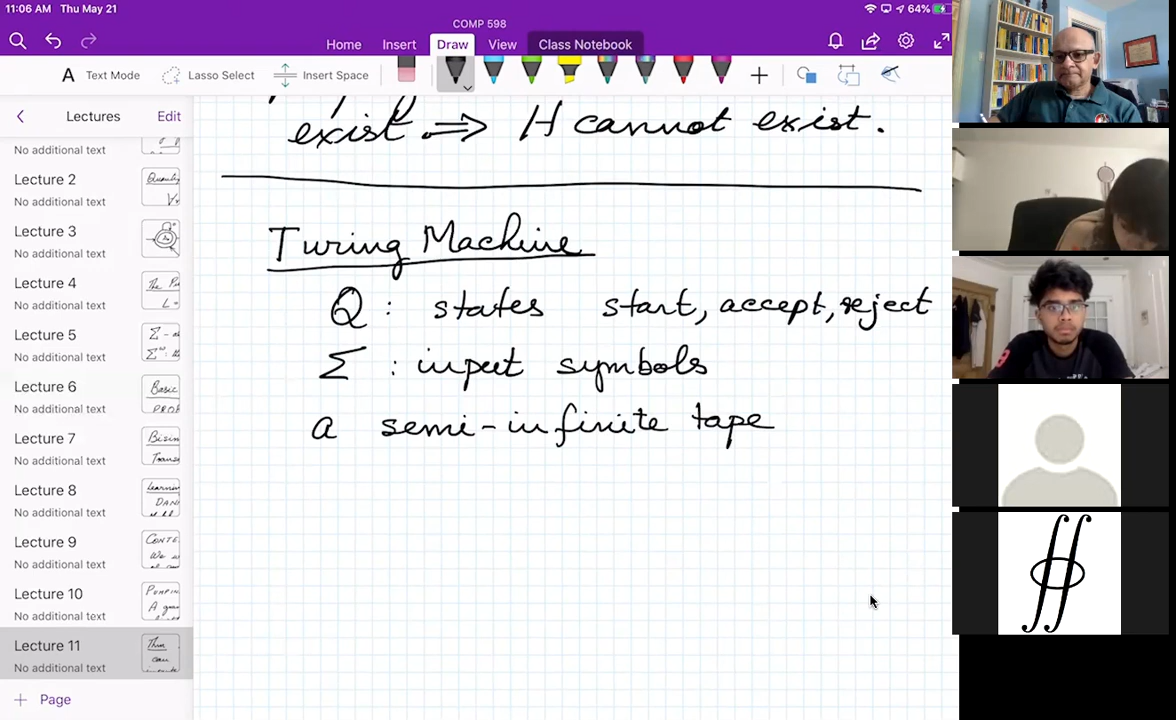 11:06 AM Thu May 21
64%
COMP 598
Home Insert Draw View Class Notebook
A Text Mode Lasso Select Insert Space
Lectures Edit
No additional text
Lecture 2
No additional text
Lecture 3
No additional text
Lecture 4
No additional text
Lecture 5
No additional text
Lecture 6
No additional text
Lecture 7
No additional text
Lecture 8
No additional text
Lecture 9
No additional text
Lecture 10
No additional text
Lecture 11
No additional text
+ Page
exist ⇒ H cannot exist.
Turing Machine
Q : states start, accept, reject
Σ : input symbols
a semi-infinite tape
∯